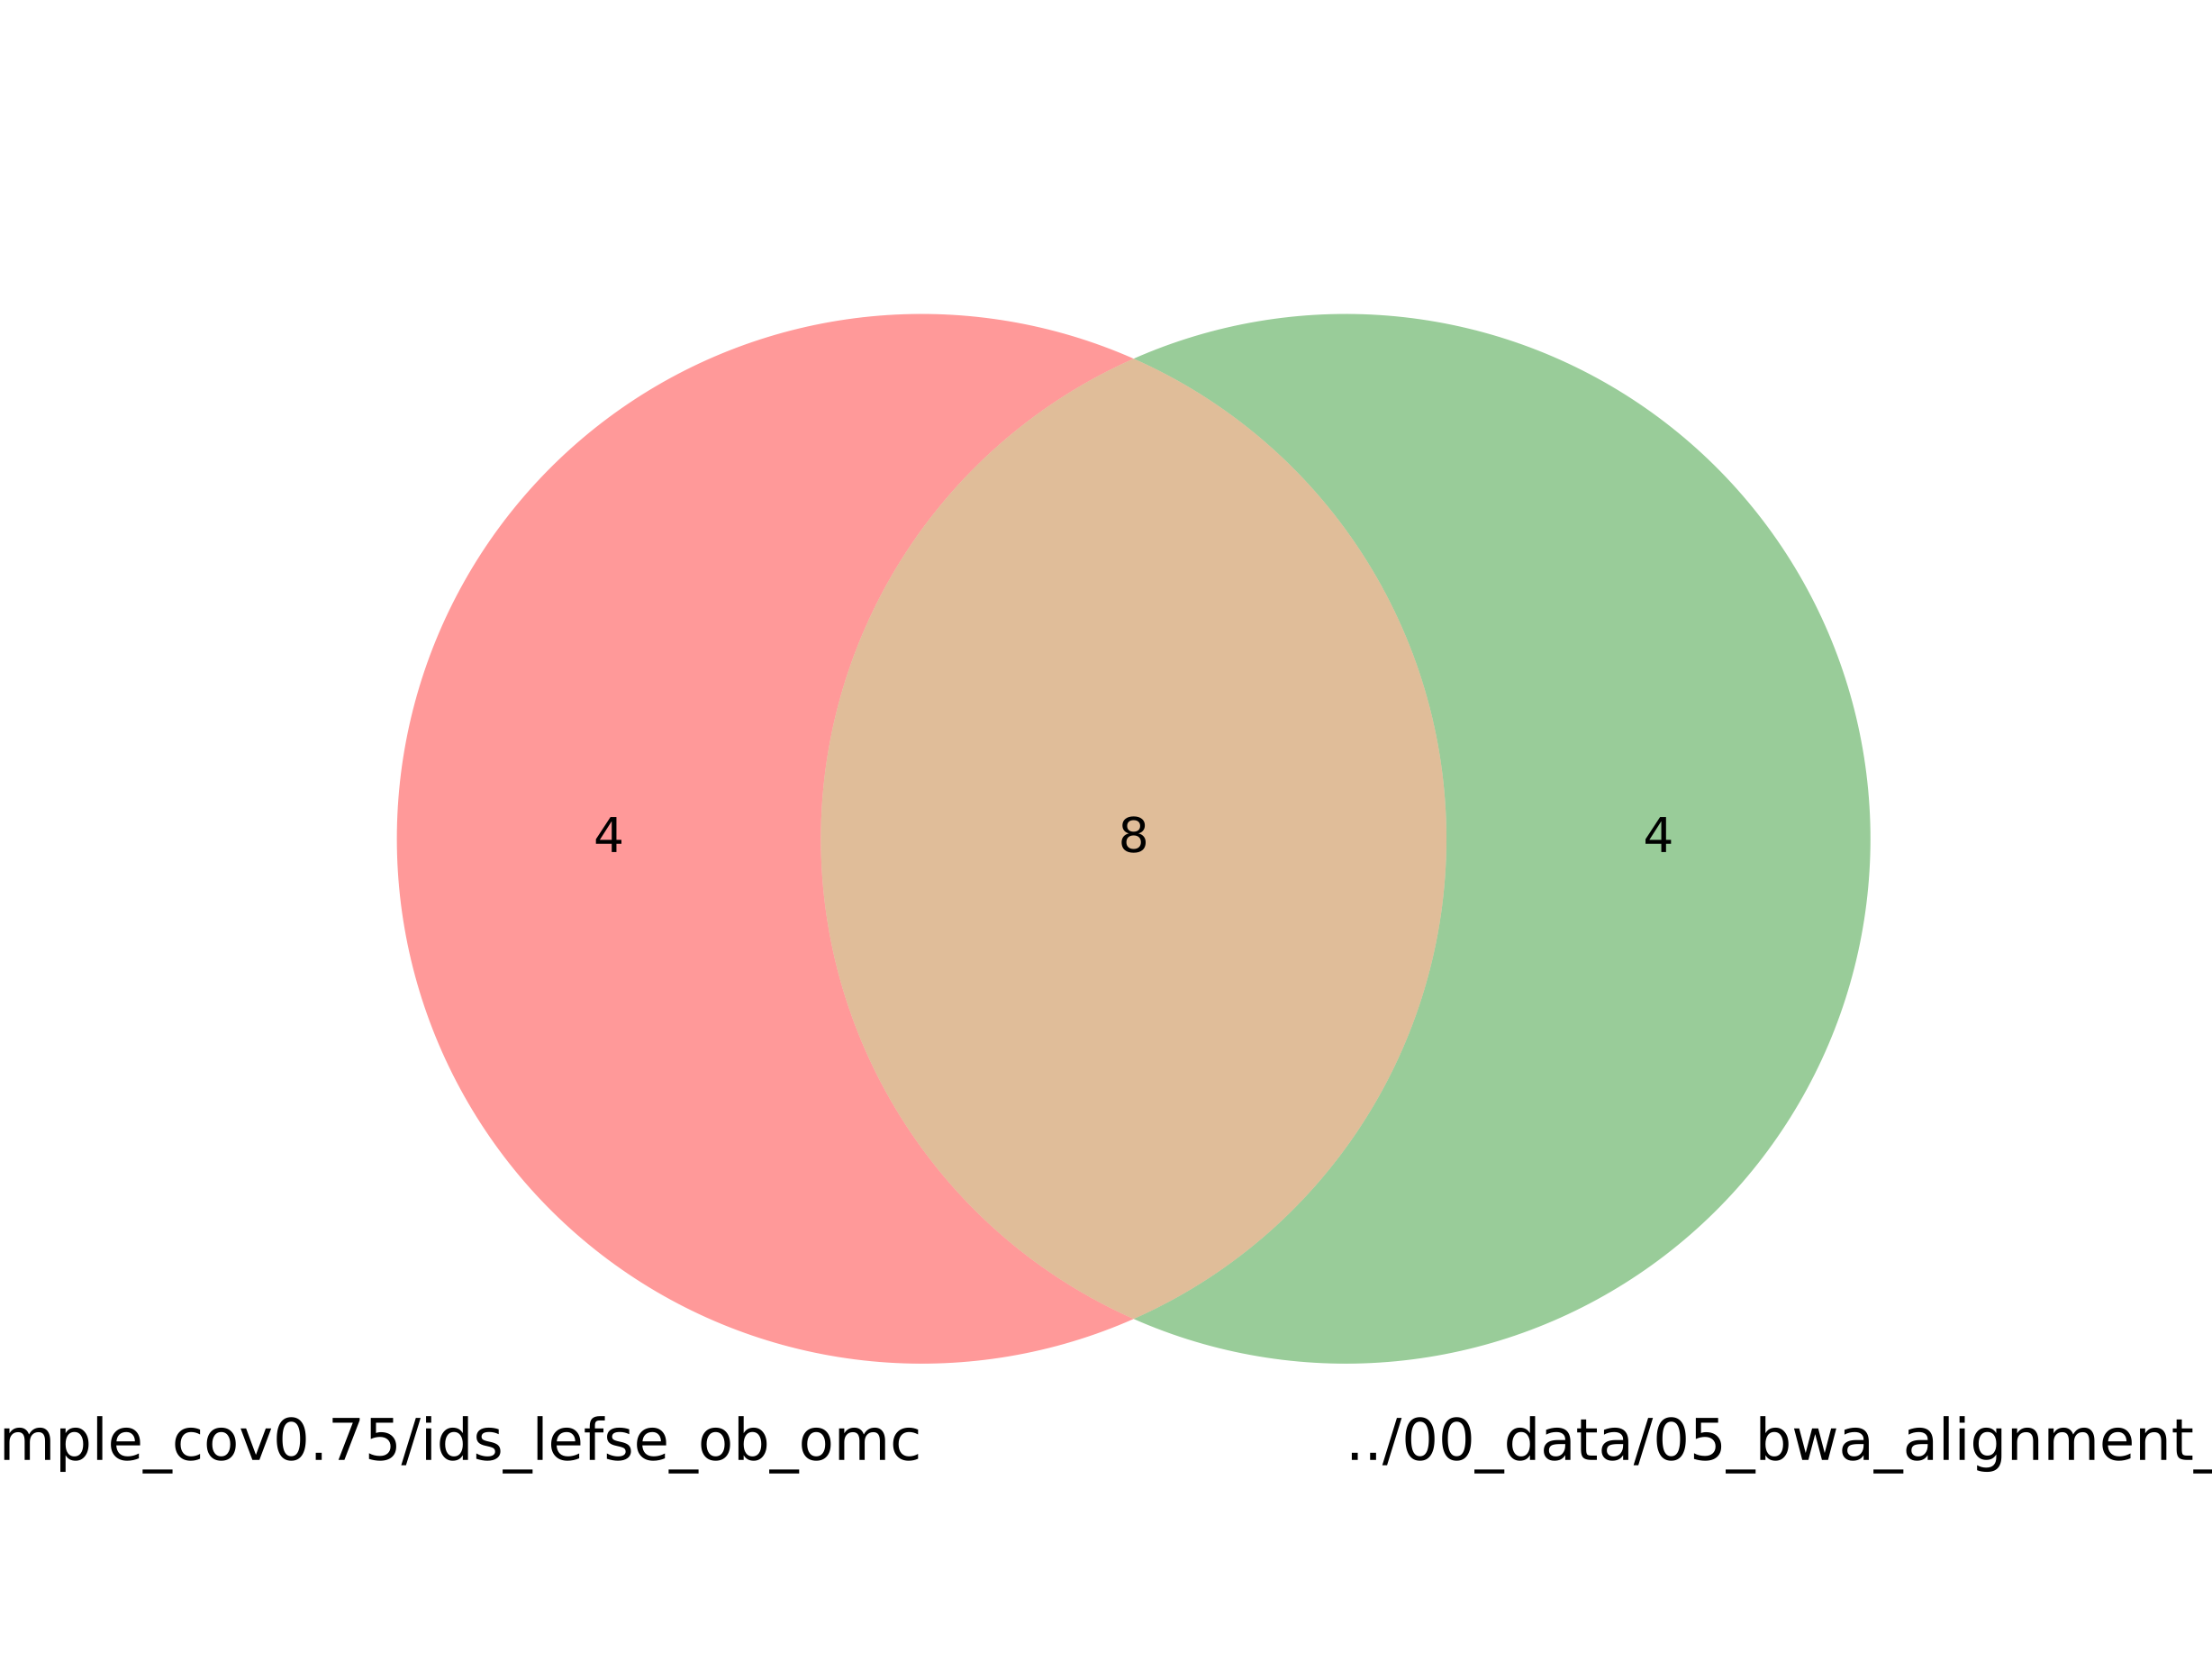 4 8 4
mple_cov0.75/ids_lefse_ob_omc ../00_data/05_bwa_alignment_